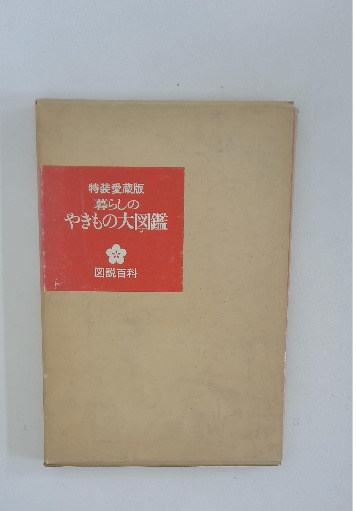 特装愛蔵版
暮らしの
やきもの大図鑑
図説百科